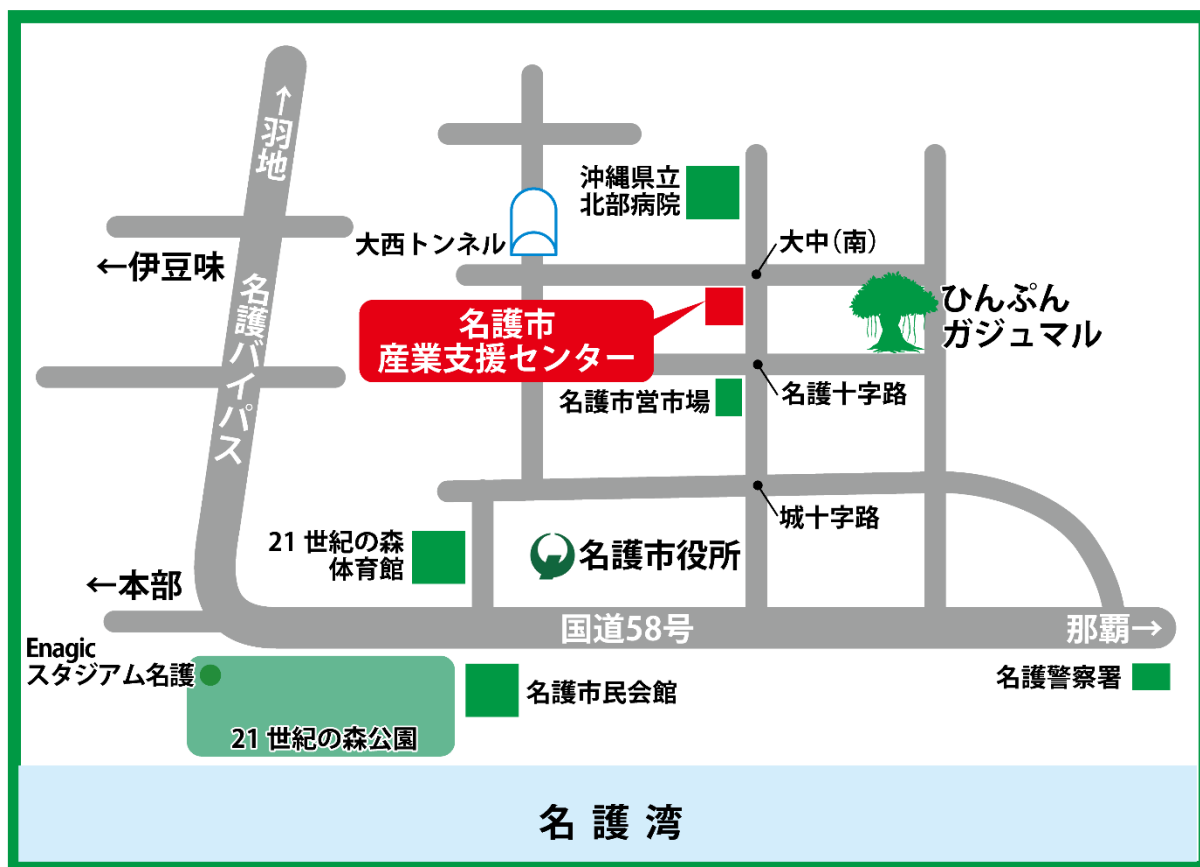 ↑羽地
沖縄県立
北部病院
大西トンネル
大中(南)
←伊豆味
名護バイパス
名護市
産業支援センター
ひんぷん
ガジュマル
名護市営市場
名護十字路
城十字路
21世紀の森
体育館
名護市役所
←本部
国道58号
那覇→
Enagic
スタジアム名護
名護市民会館
名護警察署
21世紀の森公園
名護湾